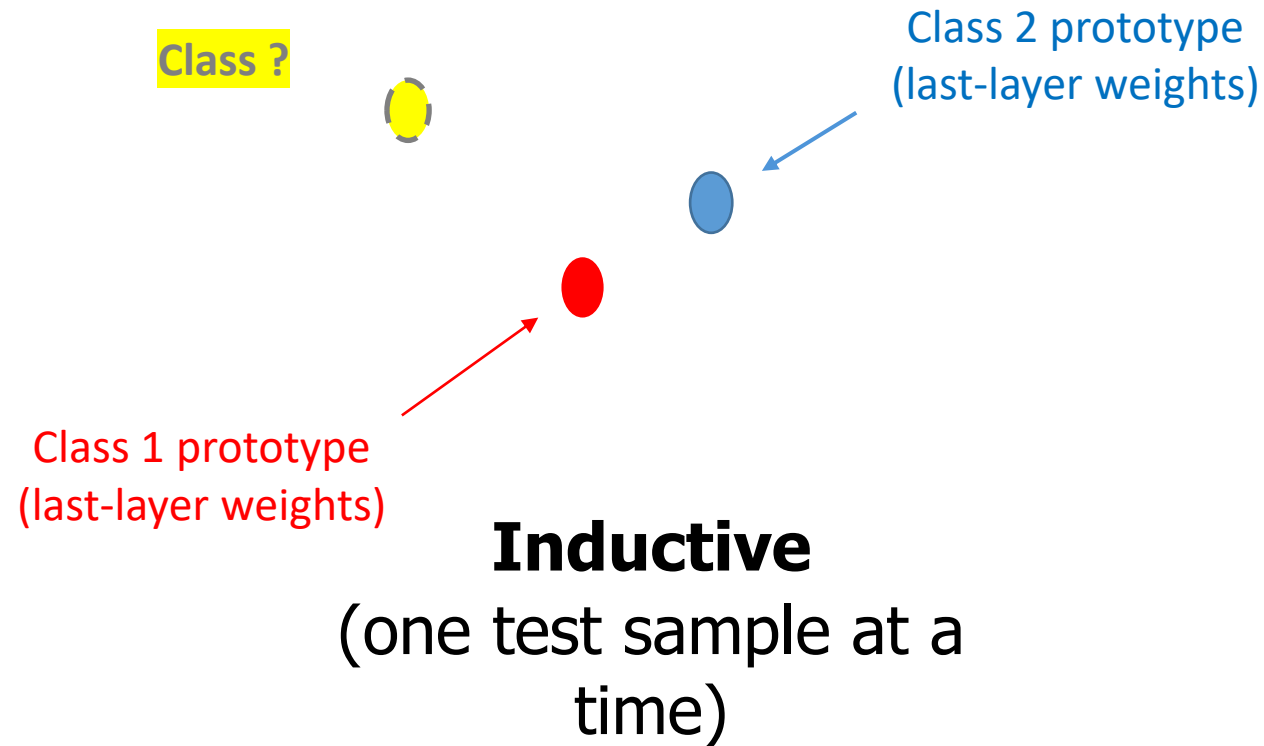 Class ?
Class 2 prototype
(last-layer weights)
Class 1 prototype
(last-layer weights)
Inductive
(one test sample at a
time)